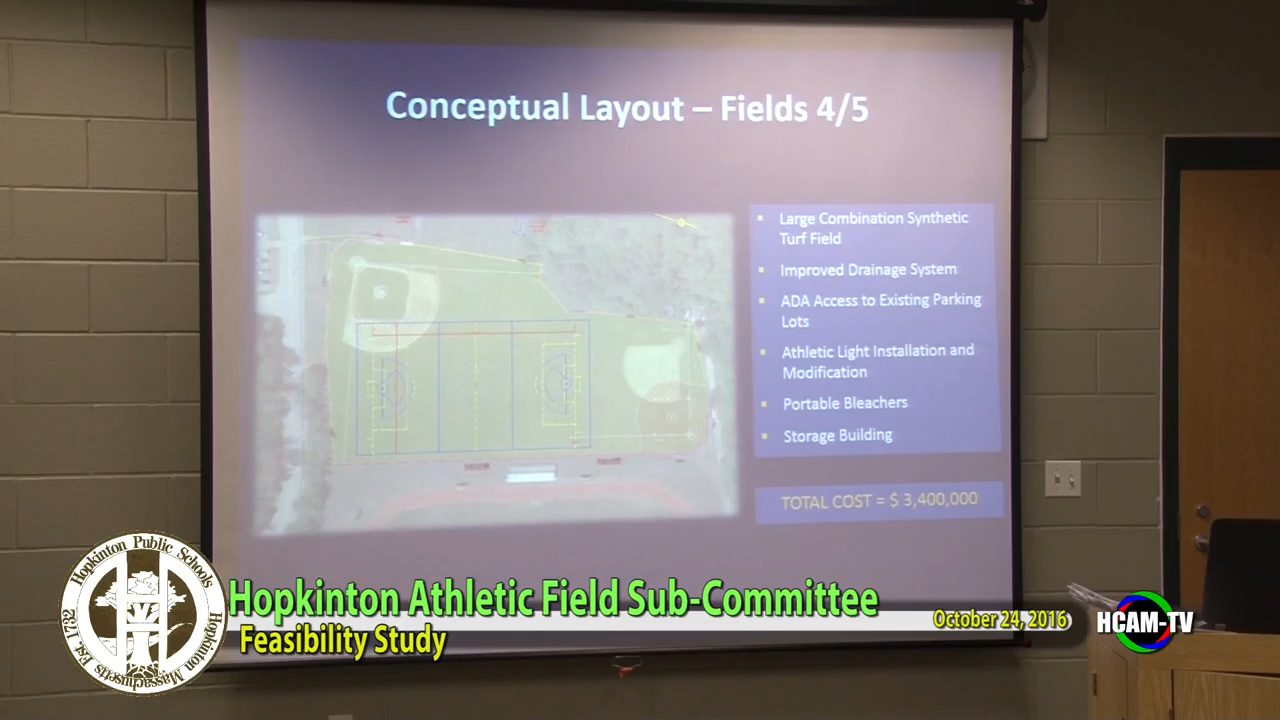 Conceptual Layout – Fields 4/5
Large Combination Synthetic
Turf Field
Improved Drainage System
ADA Access to Existing Parking
Lots
Athletic Light Installation and
Modification
Portable Bleachers
Storage Building
TOTAL COST = $ 3,400,000
Hopkinton Public Schools
Hopkinton Massachusetts
Est. 1732
Hopkinton Athletic Field Sub-Committee
Feasibility Study
October 24, 2016
HCAM-TV